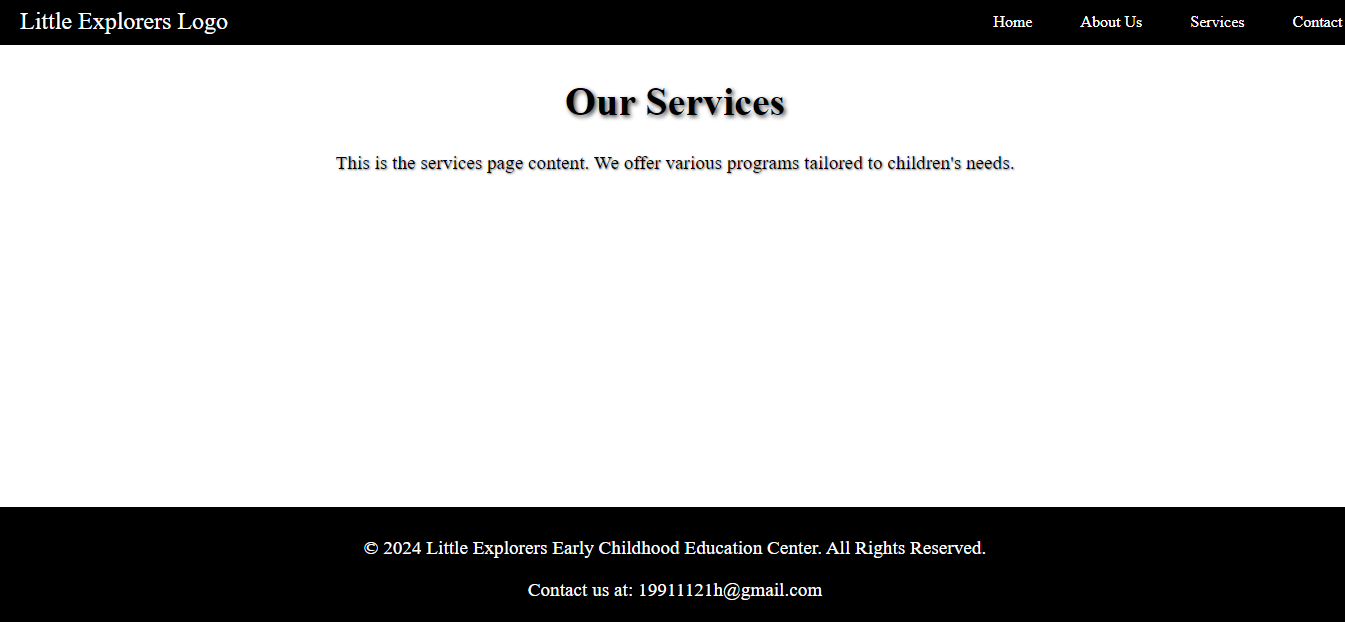 Little Explorers Logo
Home About Us Services Contact
Our Services
This is the services page content. We offer various programs tailored to children's needs.
© 2024 Little Explorers Early Childhood Education Center. All Rights Reserved.
Contact us at: 19911121h@gmail.com